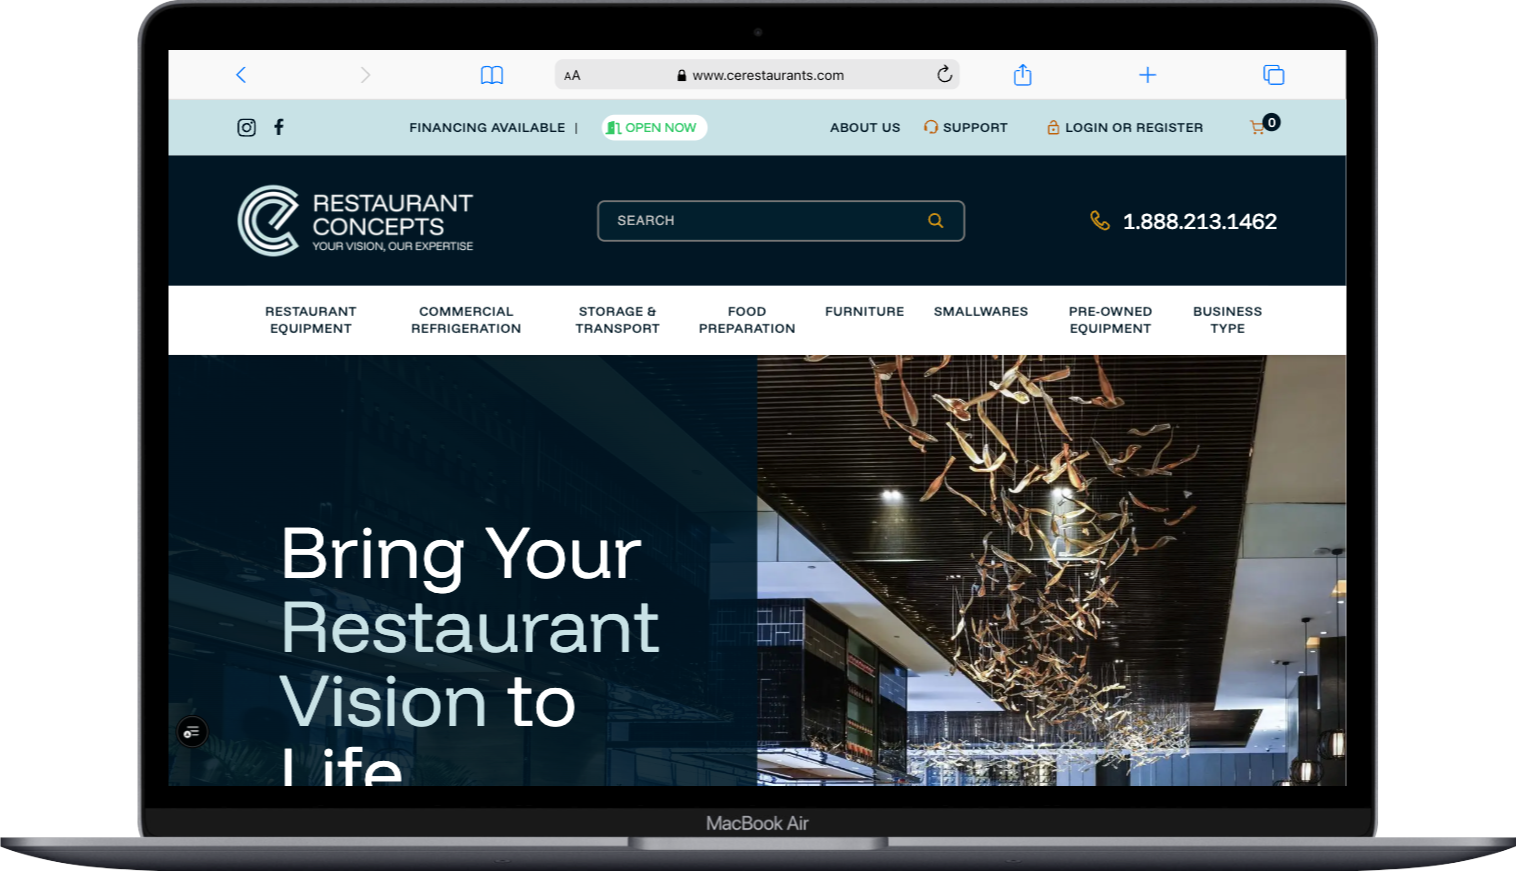 AA www.cerestaurants.com
FINANCING AVAILABLE | OPEN NOW ABOUT US SUPPORT LOGIN OR REGISTER 0
RESTAURANT
CONCEPTS
YOUR VISION, OUR EXPERTISE
SEARCH
1.888.213.1462
RESTAURANT
EQUIPMENT
COMMERCIAL
REFRIGERATION
STORAGE &
TRANSPORT
FOOD
PREPARATION
FURNITURE
SMALLWARES
PRE-OWNED
EQUIPMENT
BUSINESS
TYPE
Bring Your
Restaurant
Vision to
Life
MacBook Air